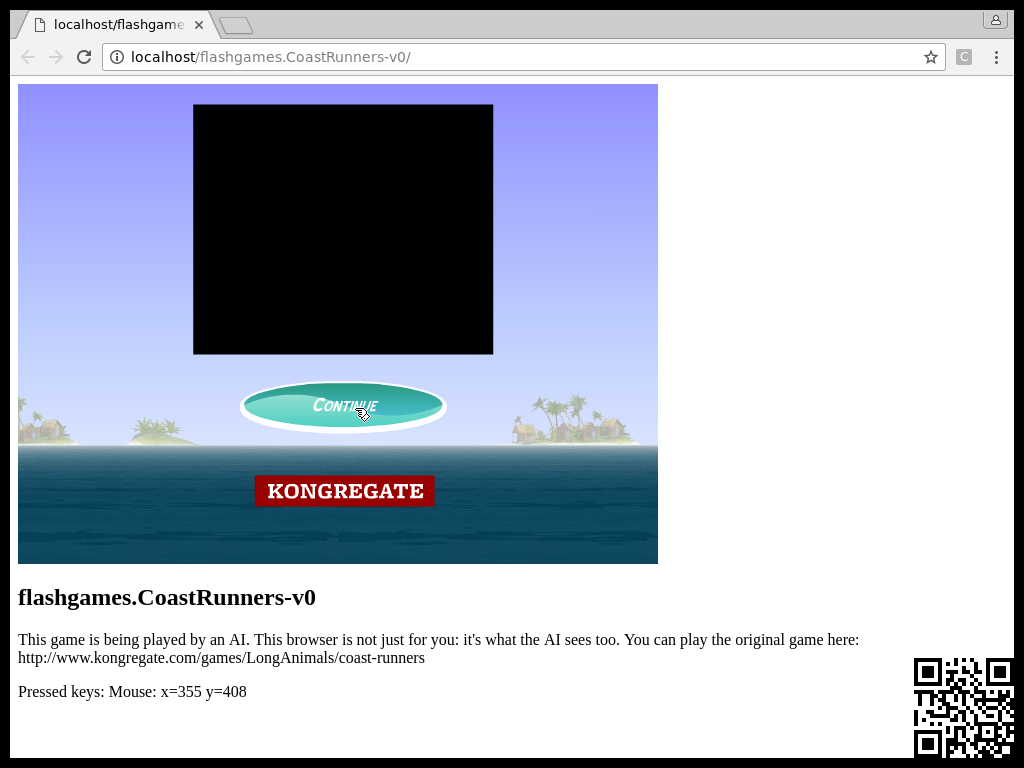 localhost/flashgame
localhost/flashgames.CoastRunners-v0/
C
CONTINUE
KONGREGATE
flashgames.CoastRunners-v0
This game is being played by an AI. This browser is not just for you: it's what the AI sees too. You can play the original game here:
http://www.kongregate.com/games/LongAnimals/coast-runners
Pressed keys: Mouse: x=355 y=408